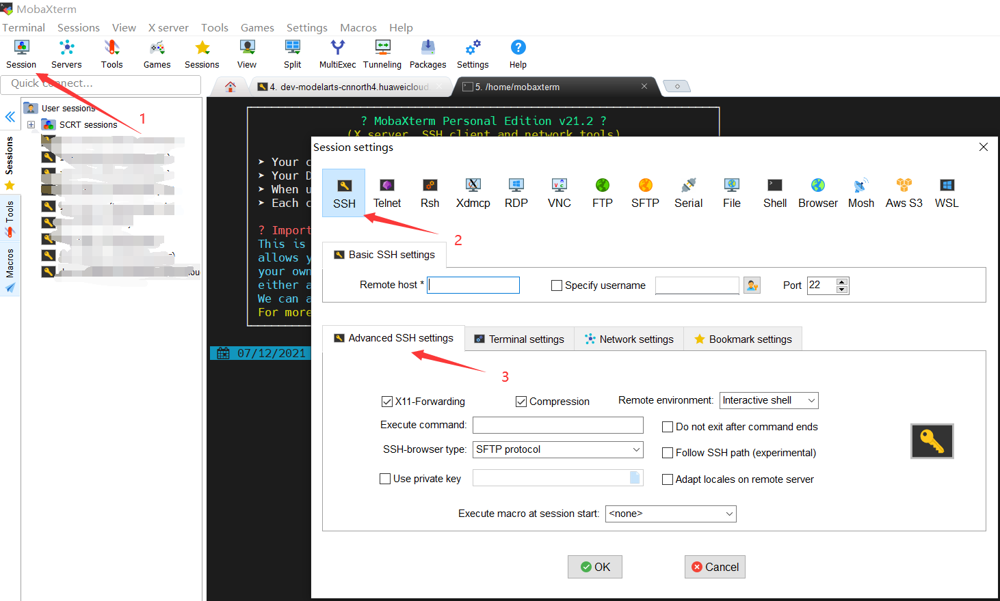 MobaXterm
Terminal Sessions View X server Tools Games Settings Macros Help
Session Servers Tools Games Sessions View Split MultiExec Tunneling Packages Settings Help
Quick connect...
4. dev-modelarts-cnnorth4.huaweicloud
5. /home/mobaxterm
User sessions
SCRT sessions
1
Sessions
Tools
Macros
? MobaXterm Personal Edition v21.2 ?
(X server, SSH client and network tools)
➤ Your
➤ Your D
➤ When u
➤ Each
? Import
This is
allows
your own
either a
We can a
For more
07/12/2021
Session settings
SSH Telnet Rsh Xdmcp RDP VNC FTP SFTP Serial File Shell Browser Mosh Aws S3 WSL
2
Basic SSH settings
Remote host * Specify username Port 22
Advanced SSH settings Terminal settings Network settings Bookmark settings
3
X11-Forwarding Compression Remote environment: Interactive shell
Execute command: Do not exit after command ends
SSH-browser type: SFTP protocol Follow SSH path (experimental)
Use private key Adapt locales on remote server
Execute macro at session start: <none>
OK Cancel